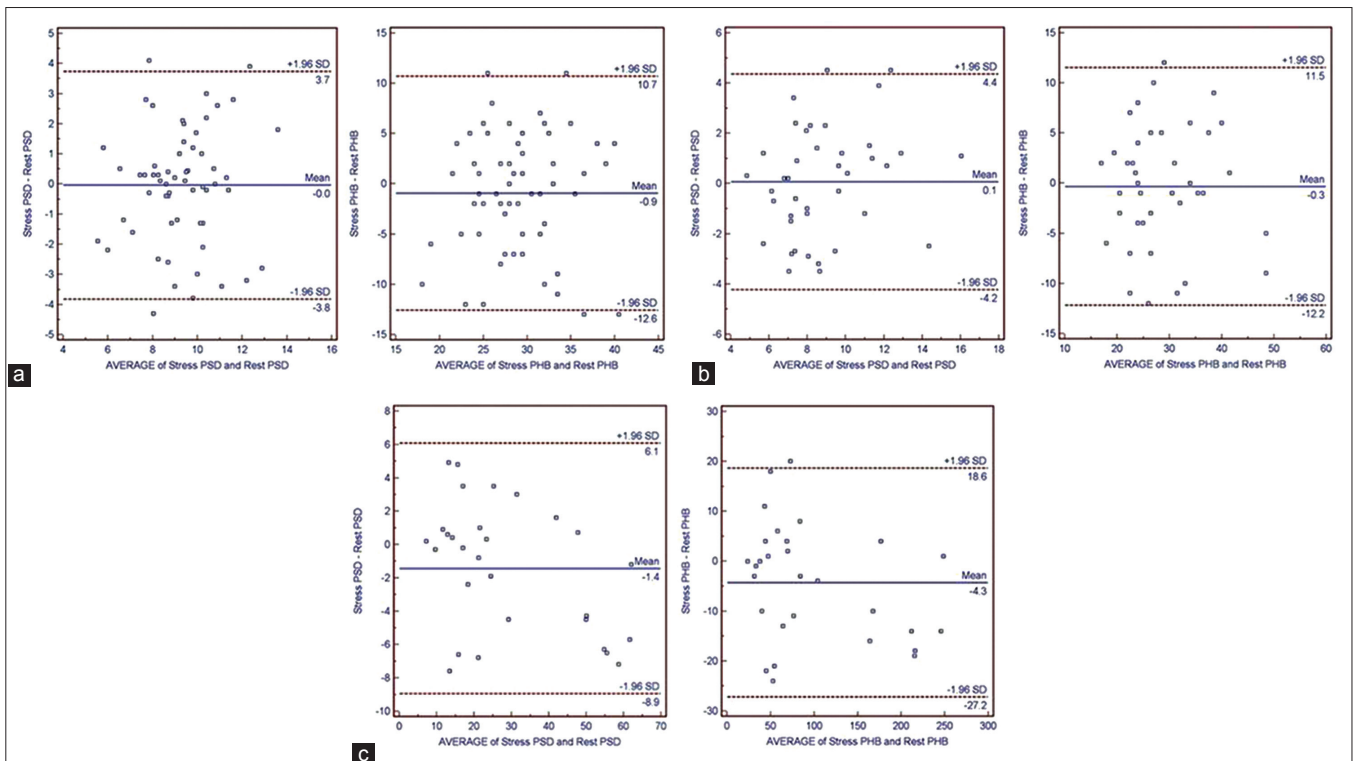 5
4
3
2
1
0
-1
-2
-3
-4
-5
+1.96 SD
3.7
Mean
-0.0
-1.96 SD
-3.8
4 6 8 10 12 14 16
Stress PSD - Rest PSD
AVERAGE of Stress PSD and Rest PSD
15
10
5
0
-5
-10
-15
+1.96 SD
10.7
Mean
-0.9
-1.96 SD
-12.6
15 20 25 30 35 40 45
Stress PHB - Rest PHB
AVERAGE of Stress PHB and Rest PHB
a
6
4
2
0
-2
-4
-6
+1.96 SD
4.4
Mean
0.1
-1.96 SD
-4.2
4 6 8 10 12 14 16 18
Stress PSD - Rest PSD
AVERAGE of Stress PSD and Rest PSD
15
10
5
0
-5
-10
-15
+1.96 SD
11.5
Mean
-0.3
-1.96 SD
-12.2
10 20 30 40 50 60
Stress PHB - Rest PHB
AVERAGE of Stress PHB and Rest PHB
b
8
6
4
2
0
-2
-4
-6
-8
-10
+1.96 SD
6.1
Mean
-1.4
-1.96 SD
-8.9
0 10 20 30 40 50 60 70
Stress PSD - Rest PSD
AVERAGE of Stress PSD and Rest PSD
30
20
10
0
-10
-20
-30
+1.96 SD
18.6
Mean
-4.3
-1.96 SD
-27.2
0 50 100 150 200 250 300
Stress PHB - Rest PHB
AVERAGE of Stress PHB and Rest PHB
c